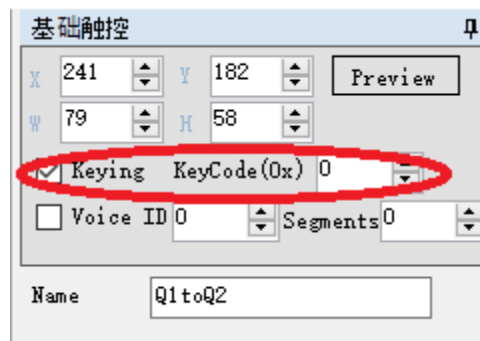 基础触控
X 241 Y 182 Preview
W 79 H 58
Keying KeyCode(0x) 0
Voice ID 0 Segments 0
Name Q1toQ2